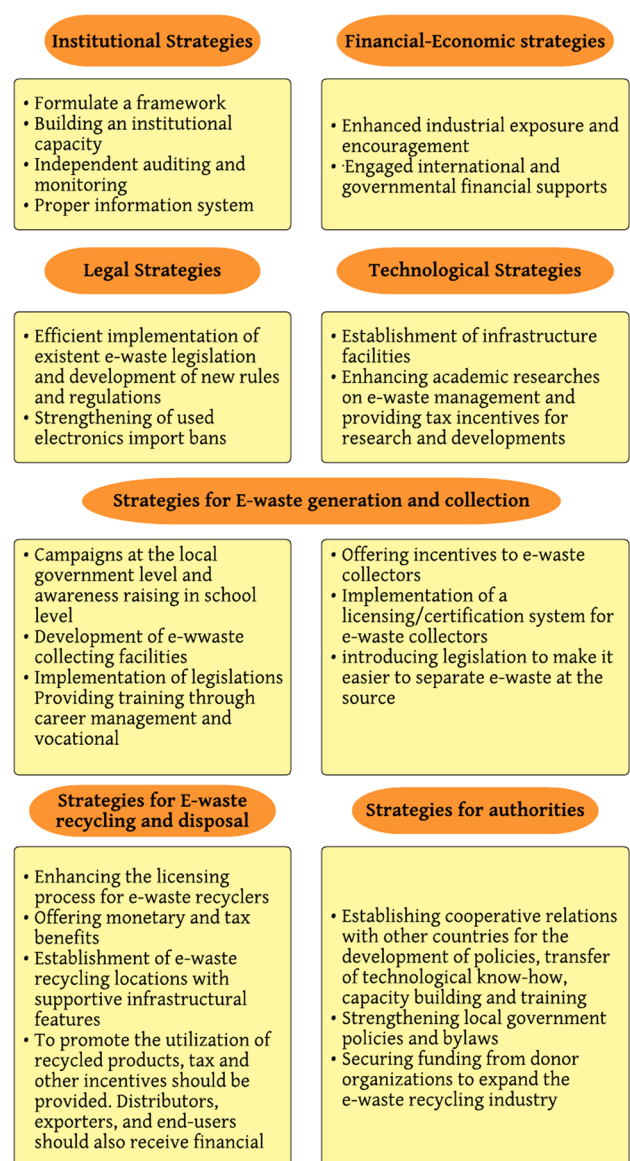 Institutional Strategies
• Formulate a framework
• Building an institutional
capacity
• Independent auditing and
monitoring
• Proper information system
Financial-Economic strategies
• Enhanced industrial exposure and
encouragement
• ·Engaged international and
governmental financial supports
Legal Strategies
• Efficient implementation of
existent e-waste legislation
and development of new rules
and regulations
• Strengthening of used
electronics import bans
Technological Strategies
• Establishment of infrastructure
facilities
• Enhancing academic researches
on e-waste management and
providing tax incentives for
research and developments
Strategies for E-waste generation and collection
• Campaigns at the local
government level and
awareness raising in school
level
• Development of e-wwaste
collecting facilities
• Implementation of legislations
Providing training through
career management and
vocational
• Offering incentives to e-waste
collectors
• Implementation of a
licensing/certification system for
e-waste collectors
• introducing legislation to make it
easier to separate e-waste at the
source
Strategies for E-waste
recycling and disposal
• Enhancing the licensing
process for e-waste recyclers
• Offering monetary and tax
benefits
• Establishment of e-waste
recycling locations with
supportive infrastructural
features
• To promote the utilization of
recycled products, tax and
other incentives should be
provided. Distributors,
exporters, and end-users
should also receive financial
Strategies for authorities
• Establishing cooperative relations
with other countries for the
development of policies, transfer
of technological know-how,
capacity building and training
• Strengthening local government
policies and bylaws
• Securing funding from donor
organizations to expand the
e-waste recycling industry